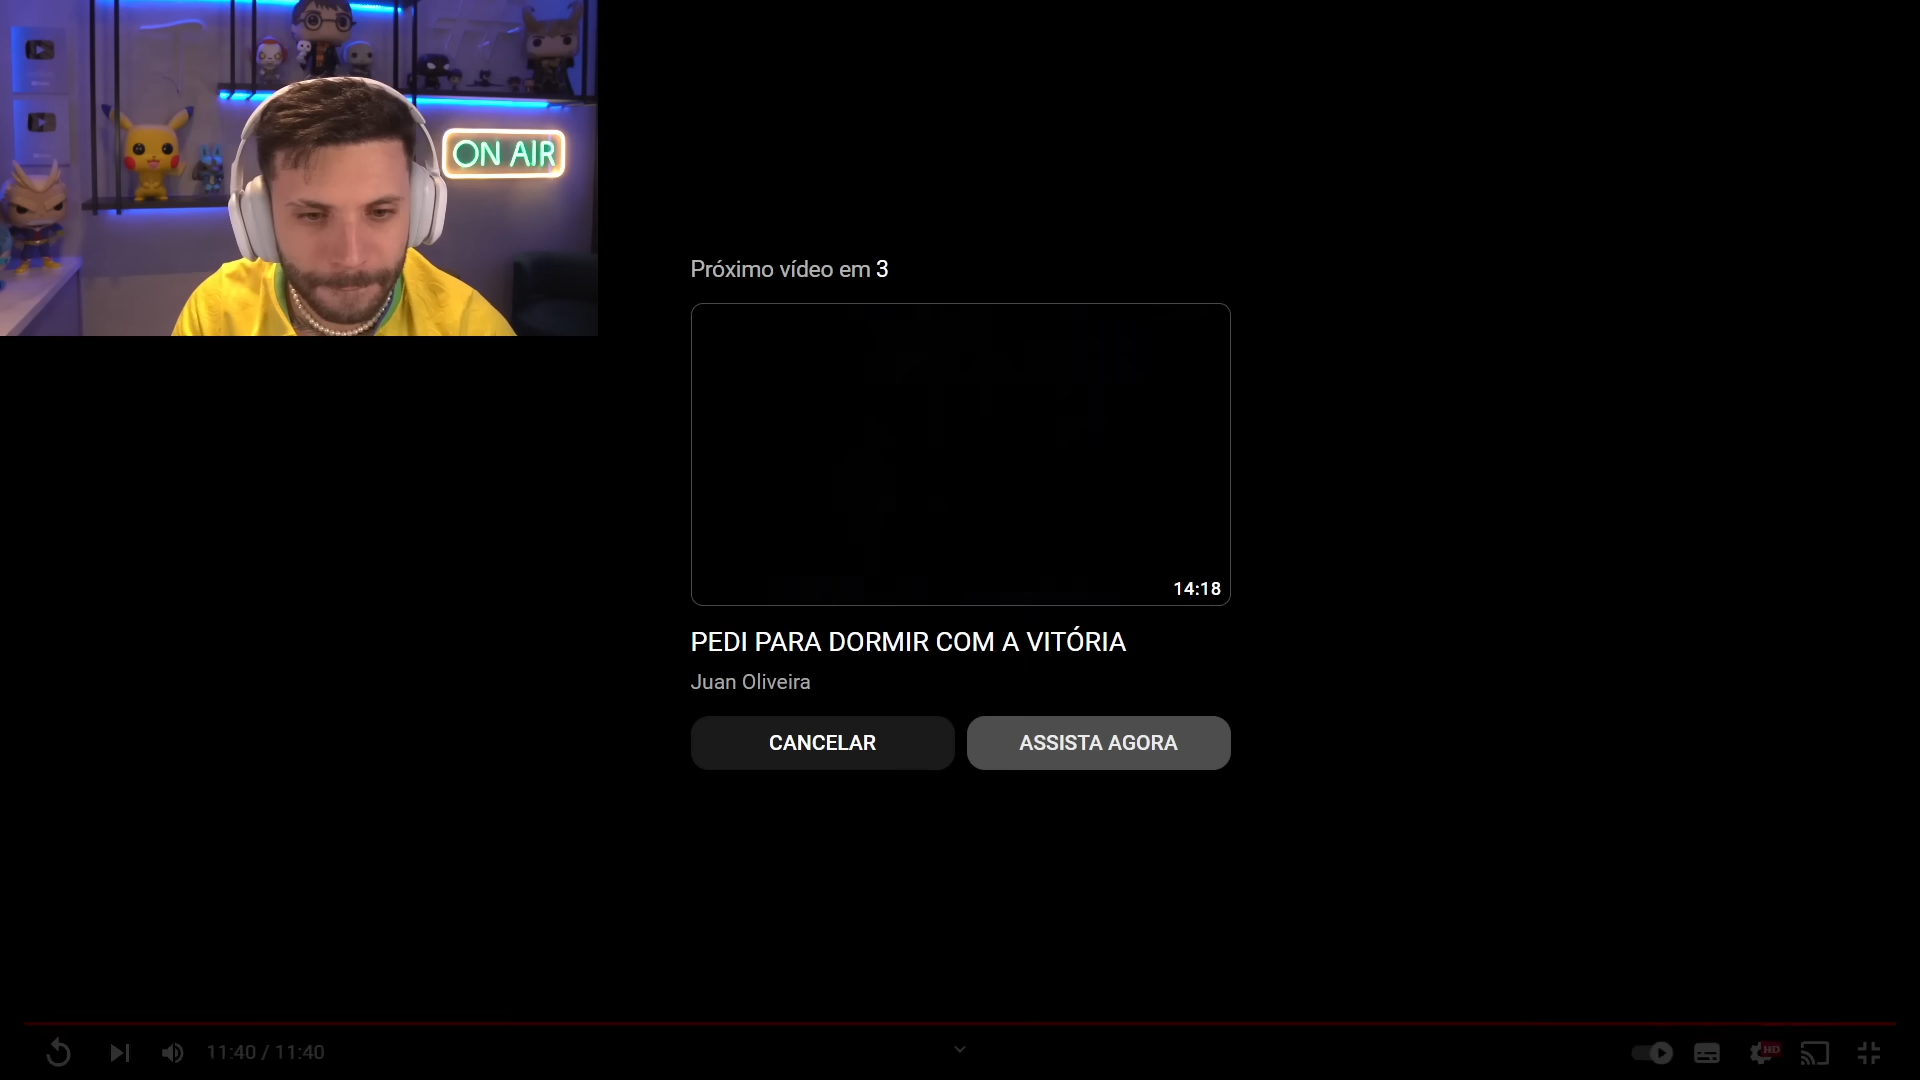 ON AIR
Próximo vídeo em 3
14:18
PEDI PARA DORMIR COM A VITÓRIA
Juan Oliveira
CANCELAR
ASSISTA AGORA
11:40 / 11:40
HD